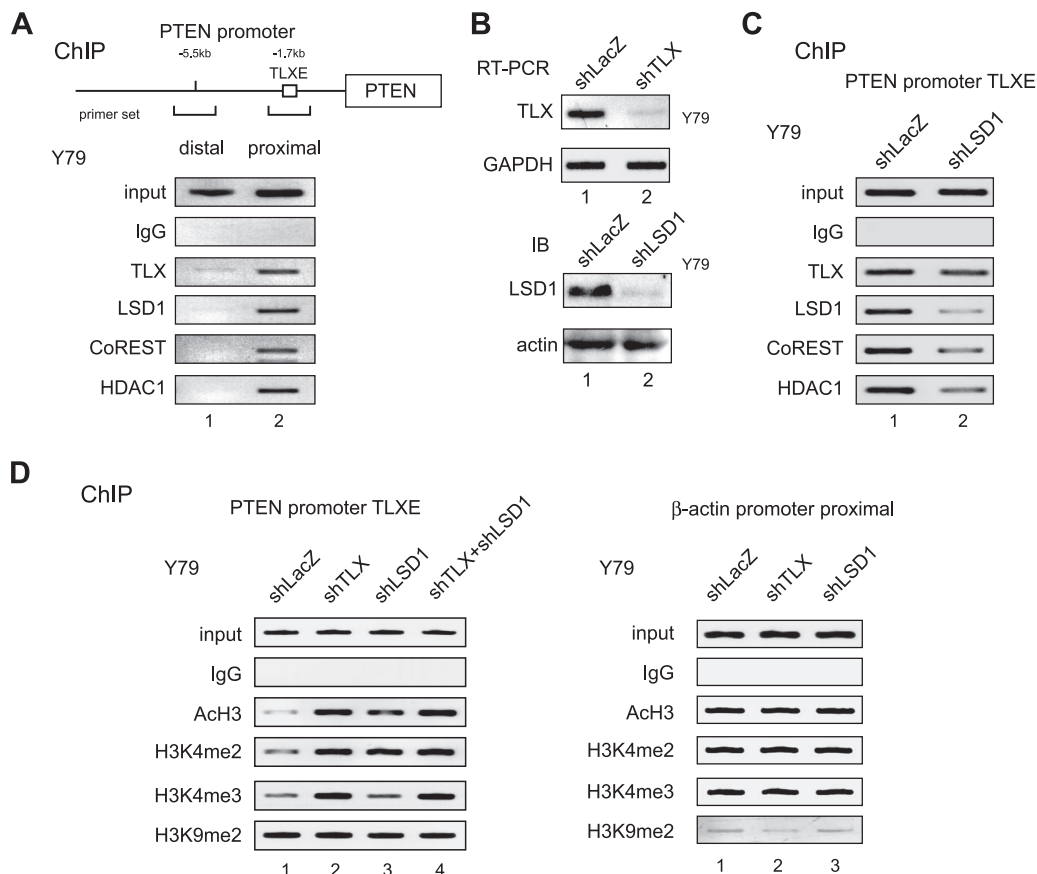 A
ChIP
PTEN promoter
-5.5kb
-1.7kb
TLXE
PTEN
primer set
distal
proximal
Y79
input
IgG
TLX
LSD1
CoREST
HDAC1
1 2
B
RT-PCR
shLacZ
shTLX
TLX
Y79
GAPDH
1 2
IB
shLacZ
shLSD1
Y79
LSD1
actin
1 2
C
ChIP
PTEN promoter TLXE
Y79
shLacZ
shLSD1
input
IgG
TLX
LSD1
CoREST
HDAC1
1 2
D
ChIP
PTEN promoter TLXE
Y79
shLacZ
shTLX
shLSD1
shTLX+shLSD1
input
IgG
AcH3
H3K4me2
H3K4me3
H3K9me2
1 2 3 4
β-actin promoter proximal
Y79
shLacZ
shTLX
shLSD1
input
IgG
AcH3
H3K4me2
H3K4me3
H3K9me2
1 2 3